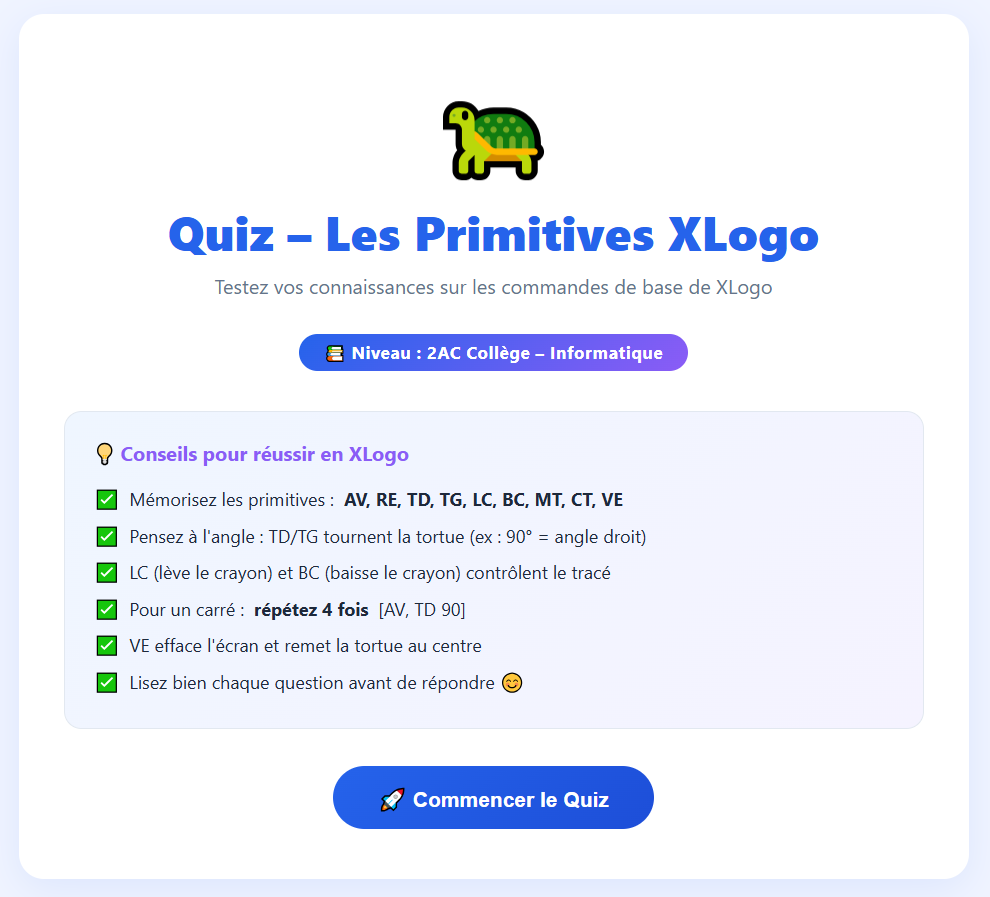 Quiz – Les Primitives XLogo
Testez vos connaissances sur les commandes de base de XLogo
Niveau : 2AC Collège – Informatique
Conseils pour réussir en XLogo
Mémorisez les primitives : AV, RE, TD, TG, LC, BC, MT, CT, VE
Pensez à l'angle : TD/TG tournent la tortue (ex : 90° = angle droit)
LC (lève le crayon) et BC (baisse le crayon) contrôlent le tracé
Pour un carré : répétez 4 fois [AV, TD 90]
VE efface l'écran et remet la tortue au centre
Lisez bien chaque question avant de répondre 😊
Commencer le Quiz